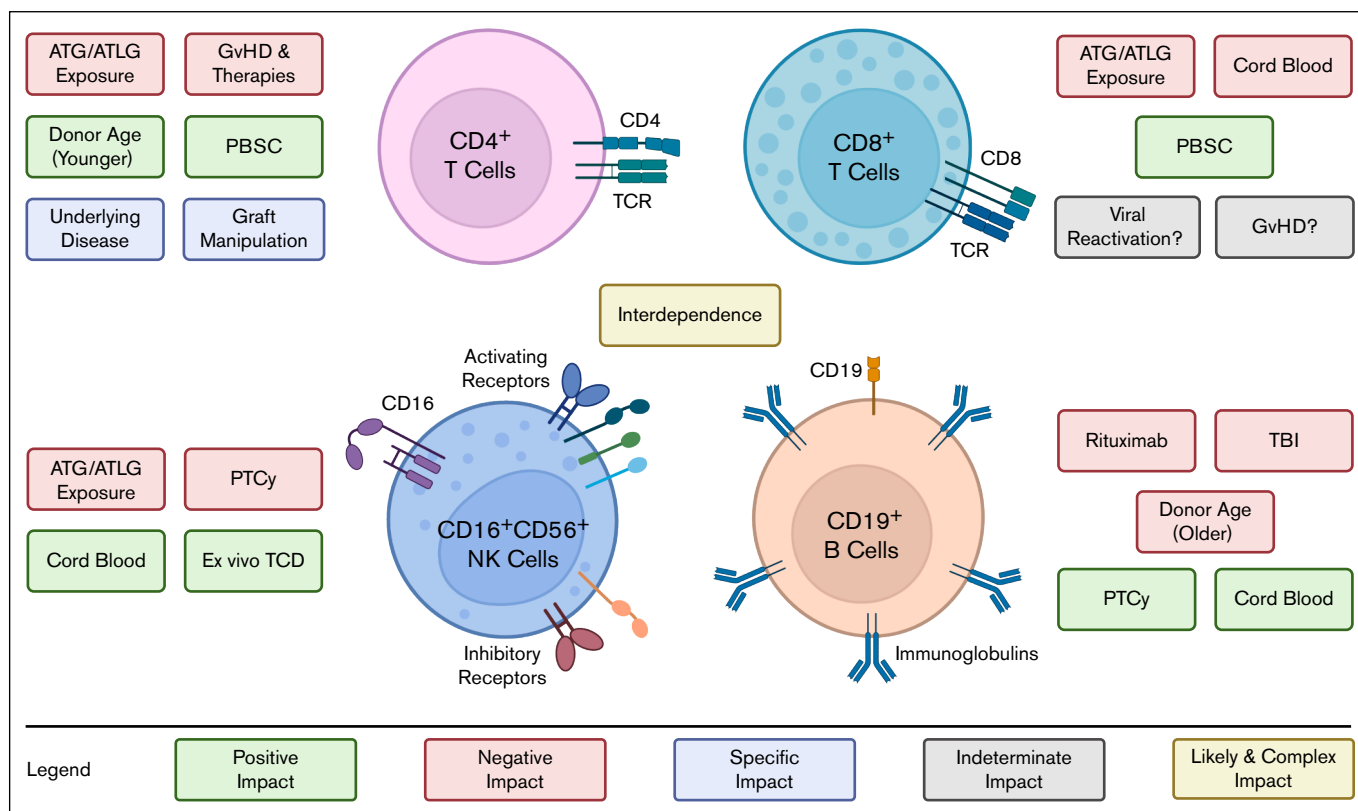 ATG/ATLG
Exposure
GvHD &
Therapies
Donor Age
(Younger)
PBSC
Underlying
Disease
Graft
Manipulation
CD4+
T Cells
CD4
TCR
CD8+
T Cells
CD8
TCR
ATG/ATLG
Exposure
Cord Blood
PBSC
Viral
Reactivation?
GvHD?
Interdependence
ATG/ATLG
Exposure
PTCy
Cord Blood
Ex vivo TCD
Activating
Receptors
CD16
CD16+CD56+
NK Cells
Inhibitory
Receptors
CD19
CD19+
B Cells
Immunoglobulins
Rituximab
TBI
Donor Age
(Older)
PTCy
Cord Blood
Legend
Positive
Impact
Negative
Impact
Specific
Impact
Indeterminate
Impact
Likely & Complex
Impact